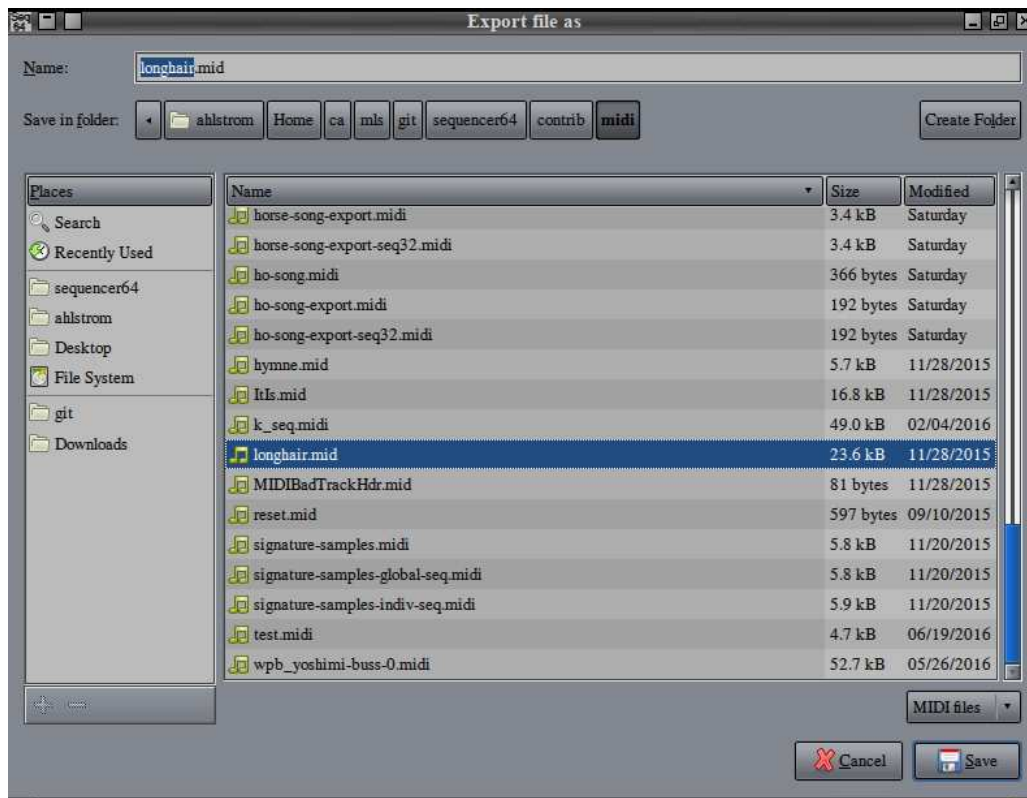 Seq
64
Export file as
Name: longhair.mid
Save in folder: ahlstrom Home ca mls git sequencer64 contrib midi Create Folder
Places Name Size Modified
Search
Recently Used
sequencer64
ahlstrom
Desktop
File System
git
Downloads
horse-song-export.midi 3.4 kB Saturday
horse-song-export-seq32.midi 3.4 kB Saturday
ho-song.midi 366 bytes Saturday
ho-song-export.midi 192 bytes Saturday
ho-song-export-seq32.midi 192 bytes Saturday
hymne.mid 5.7 kB 11/28/2015
ItIs.mid 16.8 kB 11/28/2015
k_seq.midi 49.0 kB 02/04/2016
longhair.mid 23.6 kB 11/28/2015
MIDIBadTrackHdr.mid 81 bytes 11/28/2015
reset.mid 597 bytes 09/10/2015
signature-samples.midi 5.8 kB 11/20/2015
signature-samples-global-seq.midi 5.8 kB 11/20/2015
signature-samples-indiv-seq.midi 5.9 kB 11/20/2015
test.midi 4.7 kB 06/19/2016
wpb_yoshimi-buss-0.midi 52.7 kB 05/26/2016
MIDI files
Cancel Save